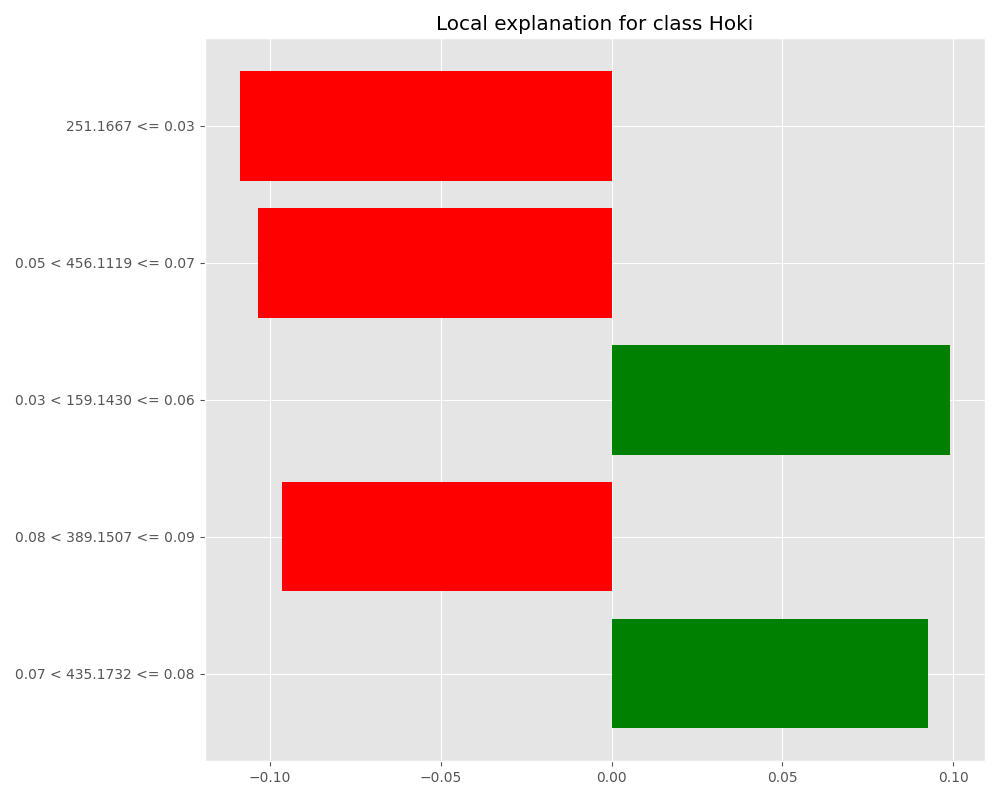 Local explanation for class Hoki
251.1667 <= 0.03
0.05 < 456.1119 <= 0.07
0.03 < 159.1430 <= 0.06
0.08 < 389.1507 <= 0.09
0.07 < 435.1732 <= 0.08
−0.10 −0.05 0.00 0.05 0.10